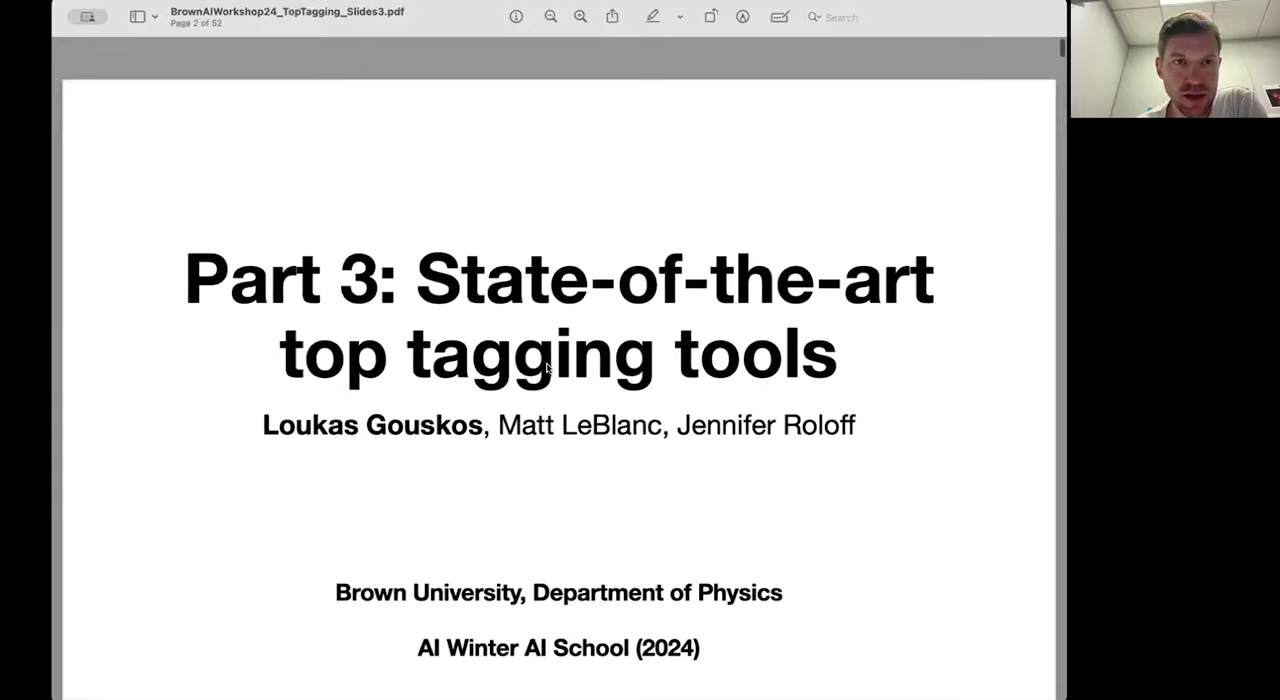 BrownAIWorkshop24_TopTagging_Slides3.pdf
Page 2 of 52
Search
Part 3: State-of-the-art
top tagging tools
Loukas Gouskos, Matt LeBlanc, Jennifer Roloff
Brown University, Department of Physics
AI Winter AI School (2024)